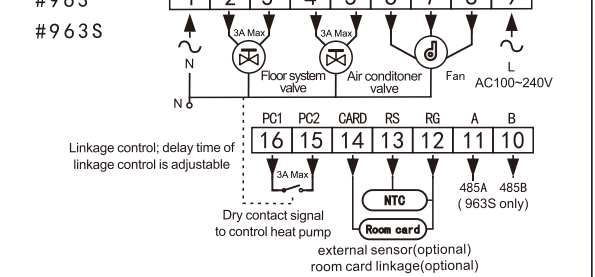 #963
1 2 3 4 5 6 7 8 9
#963S
3A Max
3A Max
N
Floor system
valve
Air conditoner
valve
Fan
L
AC100~240V
N
PC1 PC2 CARD RS RG A B
16 15 14 13 12 11 10
Linkage control; delay time of
linkage control is adjustable
3A Max
485A 485B
( 963S only)
NTC
Dry contact signal
to control heat pump
Room card
external sensor(optional)
room card linkage(optional)